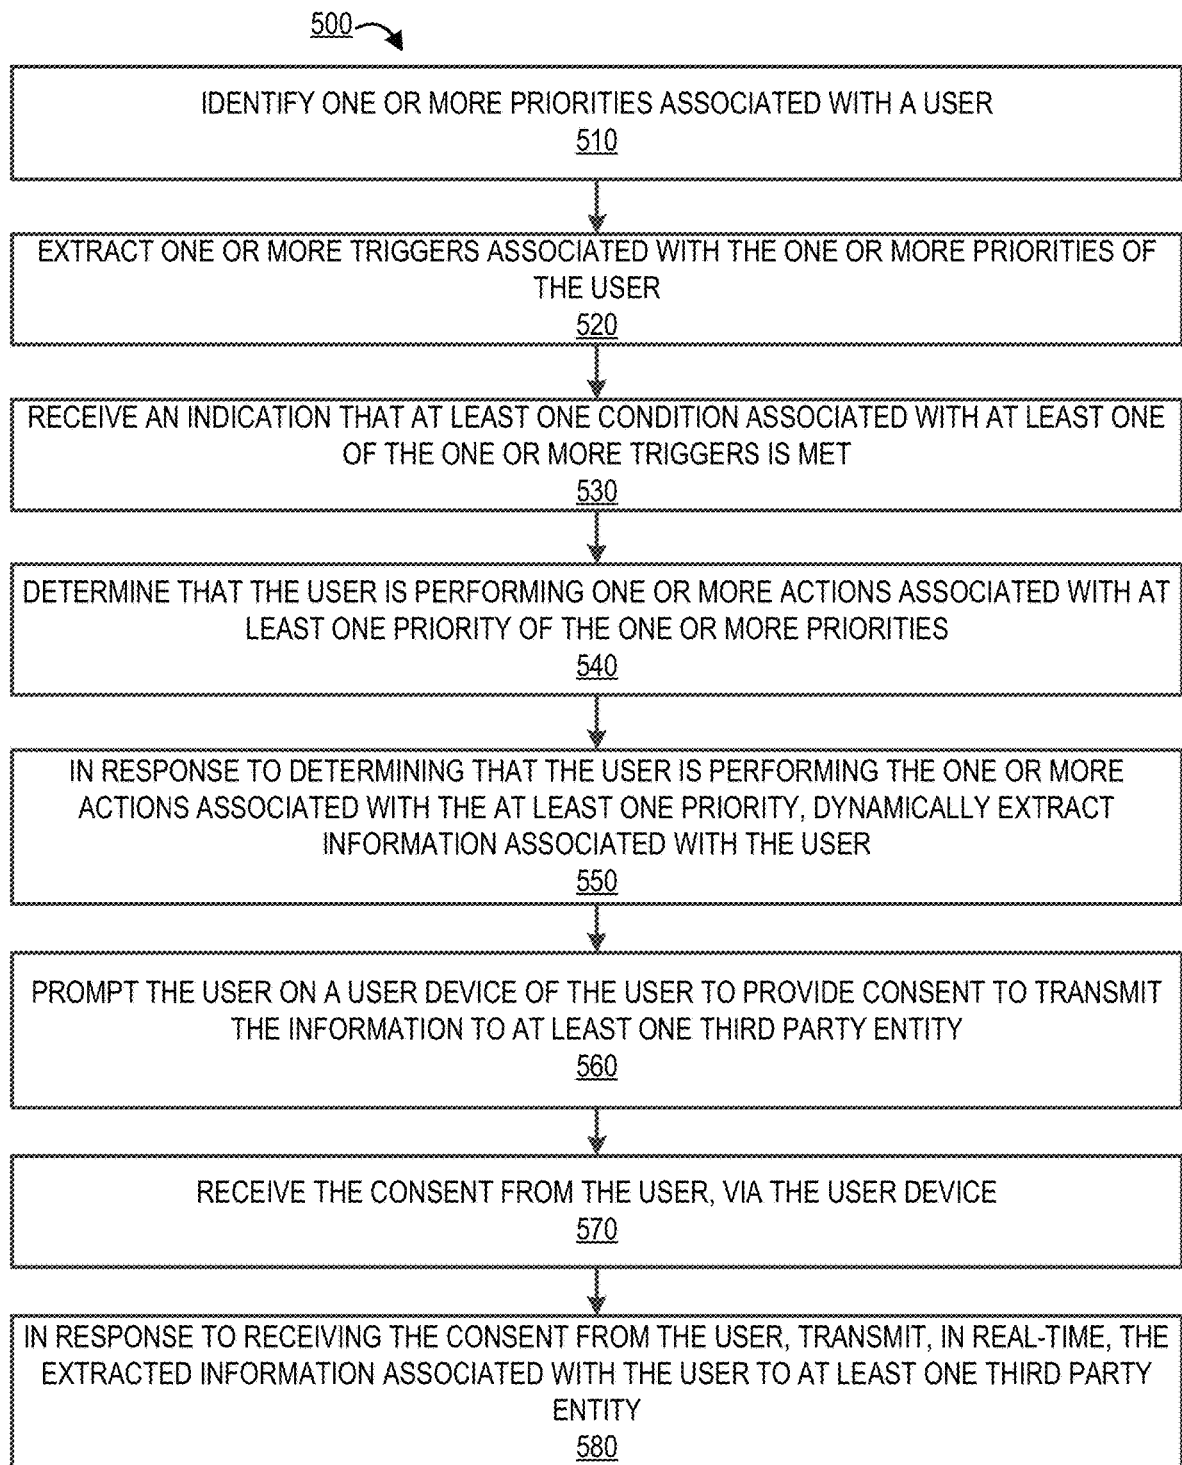 500
IDENTIFY ONE OR MORE PRIORITIES ASSOCIATED WITH A USER
510
EXTRACT ONE OR MORE TRIGGERS ASSOCIATED WITH THE ONE OR MORE PRIORITIES OF
THE USER
520
RECEIVE AN INDICATION THAT AT LEAST ONE CONDITION ASSOCIATED WITH AT LEAST ONE
OF THE ONE OR MORE TRIGGERS IS MET
530
DETERMINE THAT THE USER IS PERFORMING ONE OR MORE ACTIONS ASSOCIATED WITH AT
LEAST ONE PRIORITY OF THE ONE OR MORE PRIORITIES
540
IN RESPONSE TO DETERMINING THAT THE USER IS PERFORMING THE ONE OR MORE
ACTIONS ASSOCIATED WITH THE AT LEAST ONE PRIORITY, DYNAMICALLY EXTRACT
INFORMATION ASSOCIATED WITH THE USER
550
PROMPT THE USER ON A USER DEVICE OF THE USER TO PROVIDE CONSENT TO TRANSMIT
THE INFORMATION TO AT LEAST ONE THIRD PARTY ENTITY
560
RECEIVE THE CONSENT FROM THE USER, VIA THE USER DEVICE
570
IN RESPONSE TO RECEIVING THE CONSENT FROM THE USER, TRANSMIT, IN REAL-TIME, THE
EXTRACTED INFORMATION ASSOCIATED WITH THE USER TO AT LEAST ONE THIRD PARTY
ENTITY
580